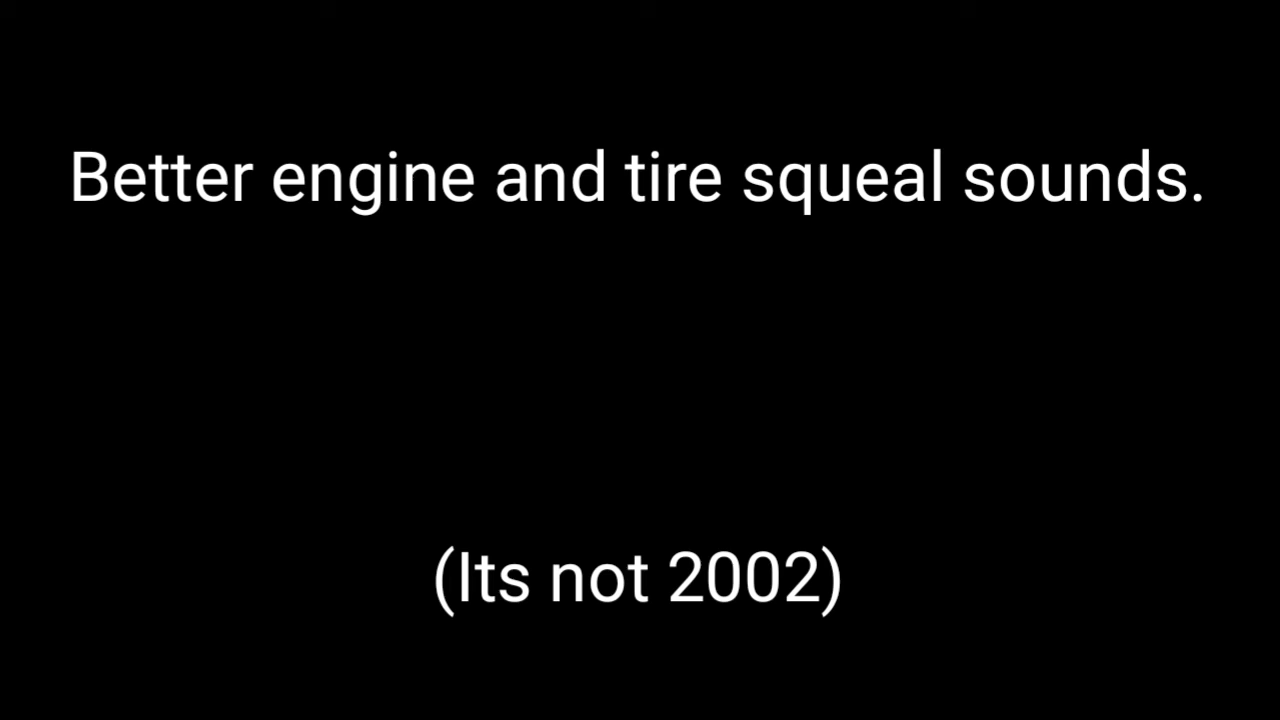 Better engine and tire squeal sounds.
(Its not 2002)